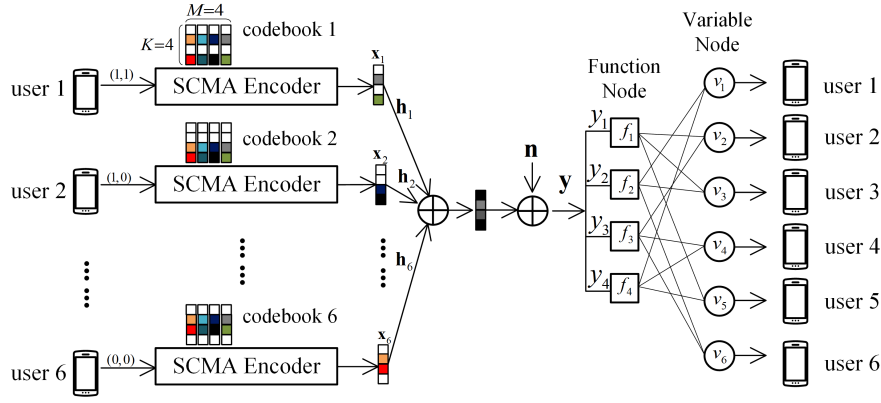 M=4
K=4
codebook 1
user 1
(1,1)
SCMA Encoder
x₁
h₁
codebook 2
user 2
(1,0)
SCMA Encoder
x₂
h₂
codebook 6
user 6
(0,0)
SCMA Encoder
x₆
h₆
n
y
Function
Node
y₁
f₁
y₂
f₂
y₃
f₃
y₄
f₄
Variable
Node
v₁
user 1
v₂
user 2
v₃
user 3
v₄
user 4
v₅
user 5
v₆
user 6